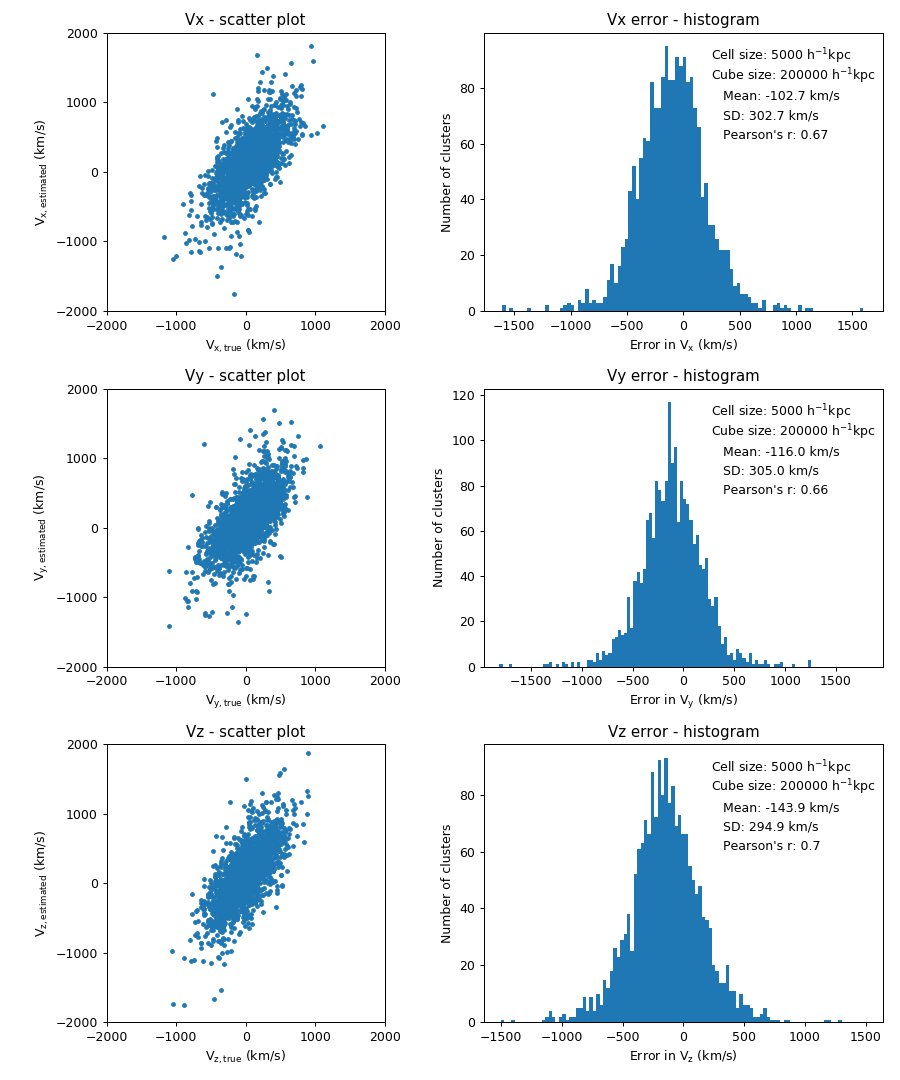 Vx - scatter plot
2000
1000
0
−1000
−2000
V_x, estimated (km/s)
−2000 −1000 0 1000 2000
V_x, true (km/s)
Vx error - histogram
Cell size: 5000 h⁻¹kpc
Cube size: 200000 h⁻¹kpc
Mean: -102.7 km/s
SD: 302.7 km/s
Pearson's r: 0.67
80
60
40
20
0
Number of clusters
−1500 −1000 −500 0 500 1000 1500
Error in V_x (km/s)
Vy - scatter plot
2000
1000
0
−1000
−2000
V_y, estimated (km/s)
−2000 −1000 0 1000 2000
V_y, true (km/s)
Vy error - histogram
Cell size: 5000 h⁻¹kpc
Cube size: 200000 h⁻¹kpc
Mean: -116.0 km/s
SD: 305.0 km/s
Pearson's r: 0.66
120
100
80
60
40
20
0
Number of clusters
−1500 −1000 −500 0 500 1000 1500
Error in V_y (km/s)
Vz - scatter plot
2000
1000
0
−1000
−2000
V_z, estimated (km/s)
−2000 −1000 0 1000 2000
V_z, true (km/s)
Vz error - histogram
Cell size: 5000 h⁻¹kpc
Cube size: 200000 h⁻¹kpc
Mean: -143.9 km/s
SD: 294.9 km/s
Pearson's r: 0.7
80
60
40
20
0
Number of clusters
−1500 −1000 −500 0 500 1000 1500
Error in V_z (km/s)